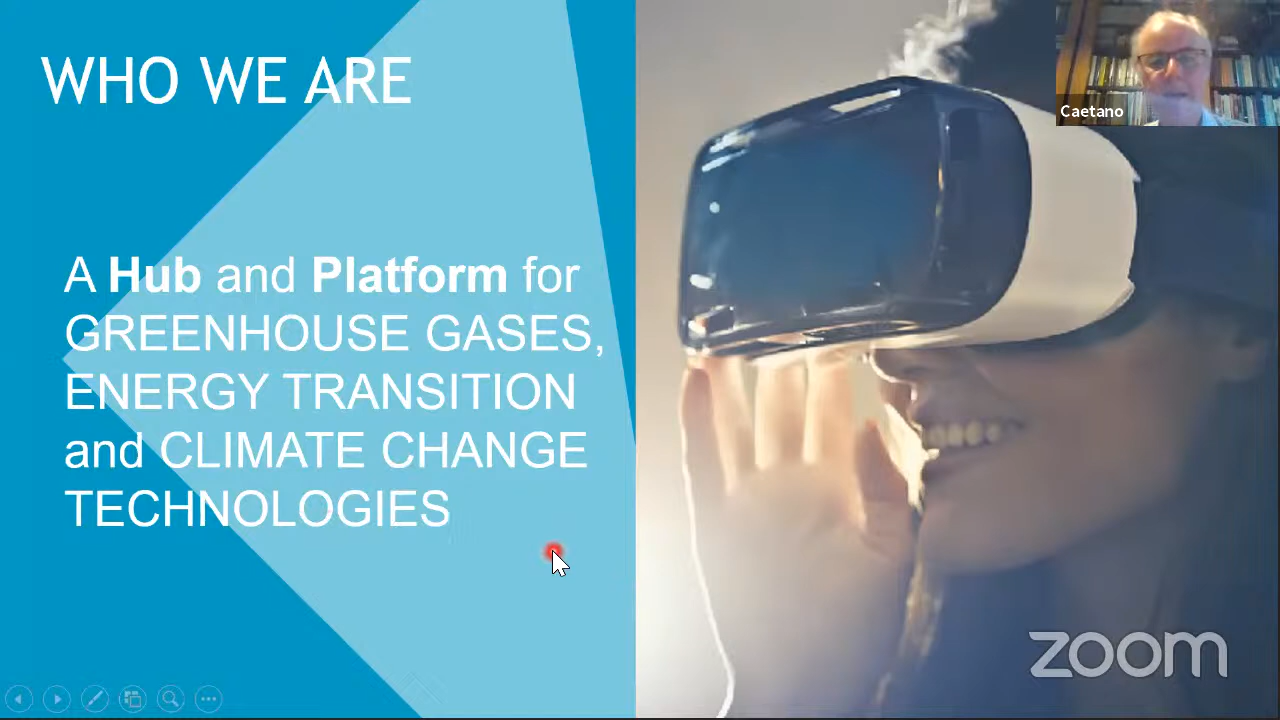 WHO WE ARE
A Hub and Platform for
GREENHOUSE GASES,
ENERGY TRANSITION
and CLIMATE CHANGE
TECHNOLOGIES
Caetano
zoom